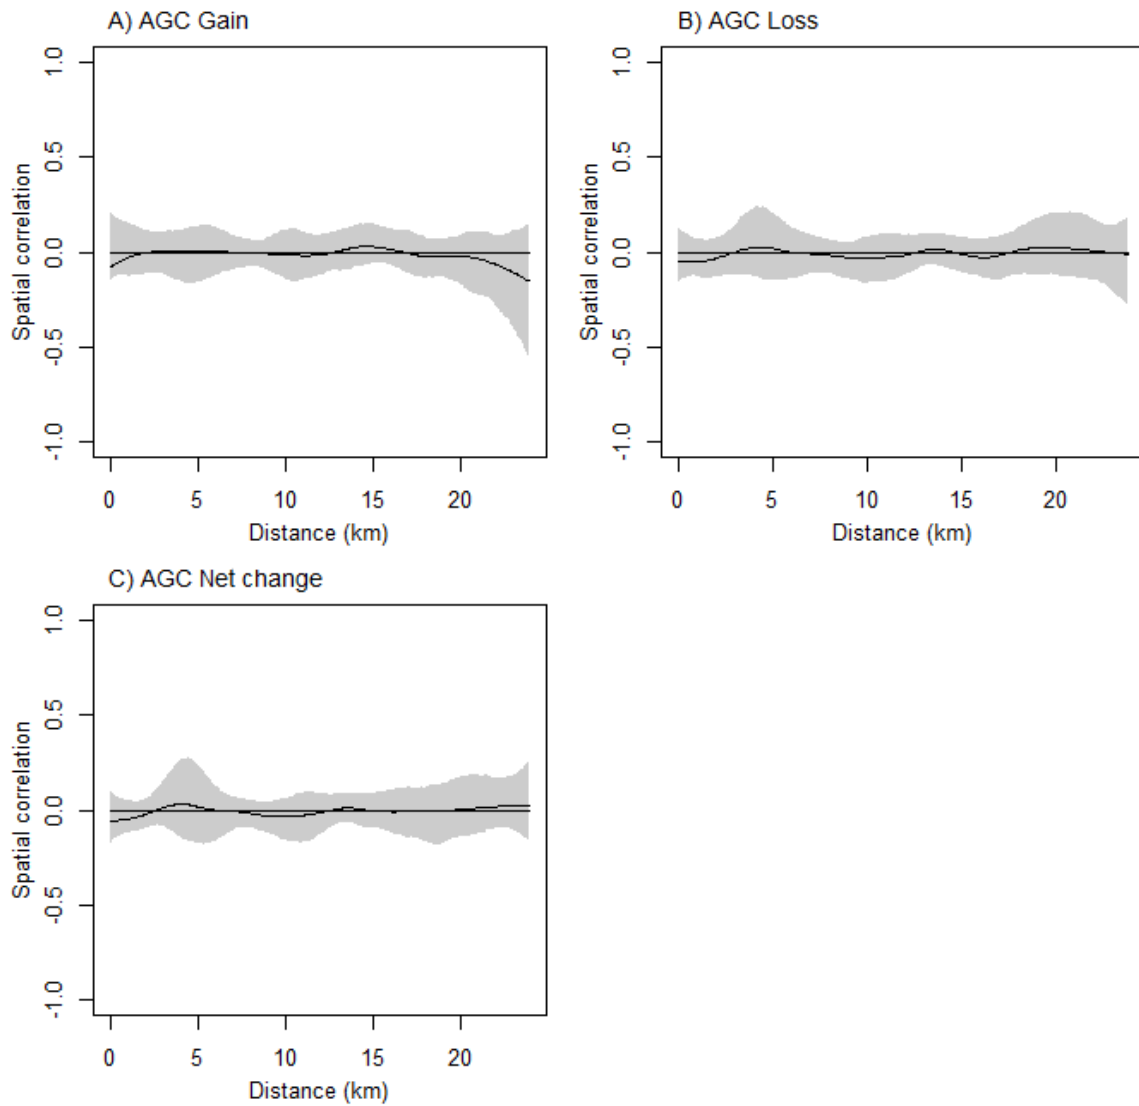 A) AGC Gain
Spatial correlation
1.0
0.5
0.0
-0.5
-1.0
0 5 10 15 20
Distance (km)
B) AGC Loss
Spatial correlation
1.0
0.5
0.0
-0.5
-1.0
0 5 10 15 20
Distance (km)
C) AGC Net change
Spatial correlation
1.0
0.5
0.0
-0.5
-1.0
0 5 10 15 20
Distance (km)